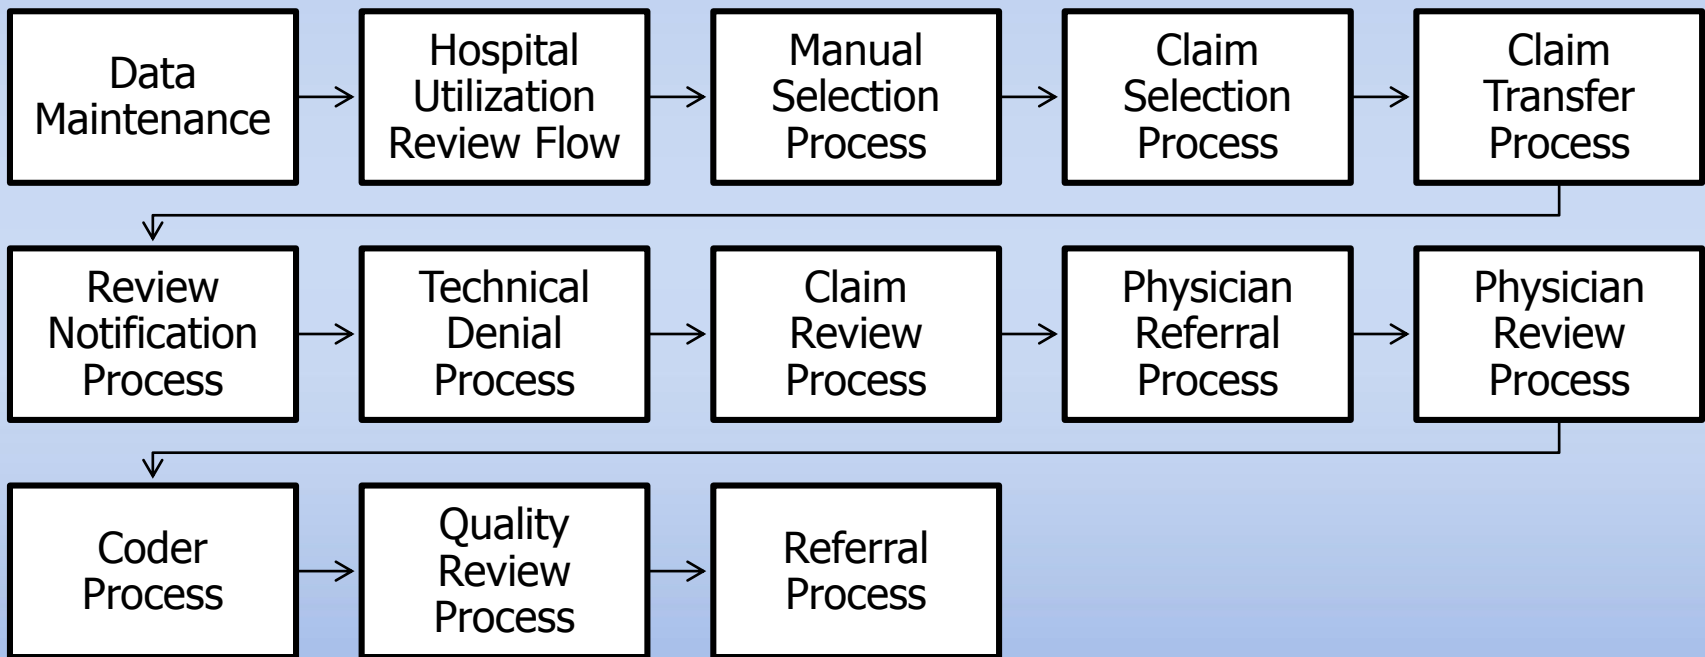 Data
Maintenance
Hospital
Utilization
Review Flow
Manual
Selection
Process
Claim
Selection
Process
Claim
Transfer
Process
Review
Notification
Process
Technical
Denial
Process
Claim
Review
Process
Physician
Referral
Process
Physician
Review
Process
Coder
Process
Quality
Review
Process
Referral
Process